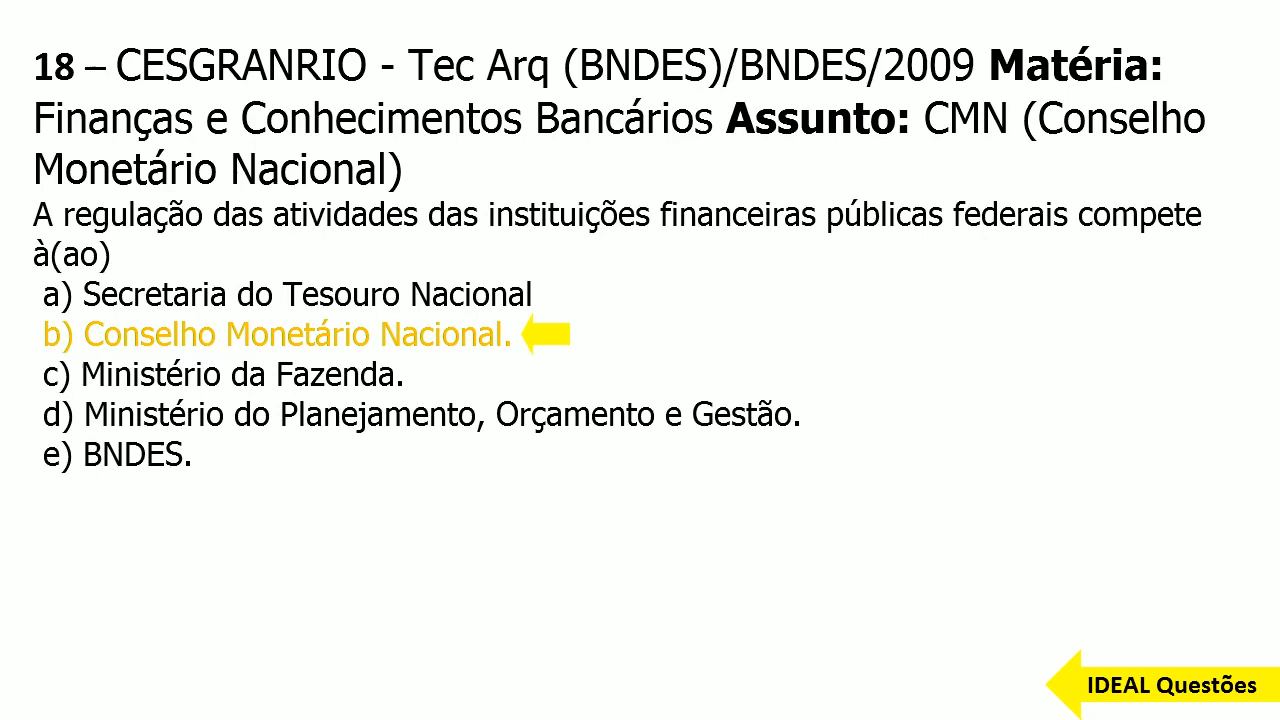 18 – CESGRANRIO - Tec Arq (BNDES)/BNDES/2009 Matéria:
Finanças e Conhecimentos Bancários Assunto: CMN (Conselho
Monetário Nacional)
A regulação das atividades das instituições financeiras públicas federais compete
à(ao)
a) Secretaria do Tesouro Nacional
b) Conselho Monetário Nacional.
c) Ministério da Fazenda.
d) Ministério do Planejamento, Orçamento e Gestão.
e) BNDES.
IDEAL Questões